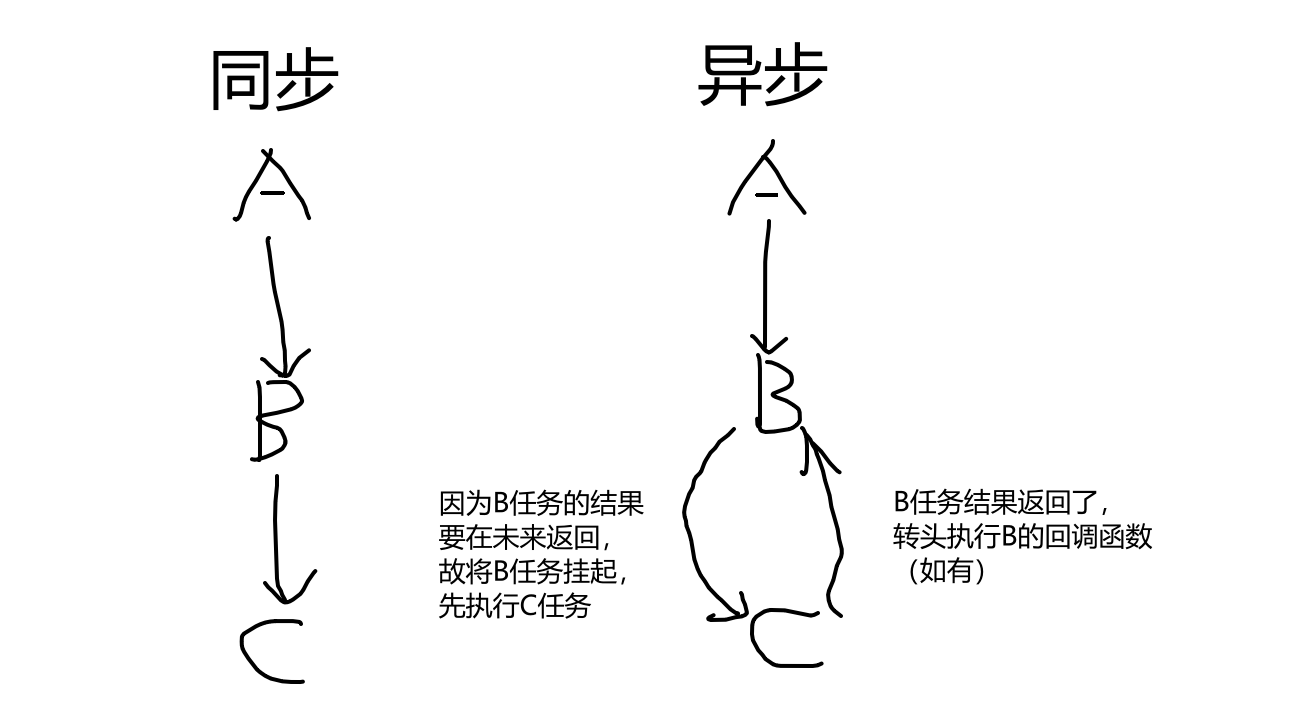 同步
A
B
C
异步
A
B
C
因为B任务的结果
要在未来返回，
故将B任务挂起，
先执行C任务
B任务结果返回了，
转头执行B的回调函数
（如有）